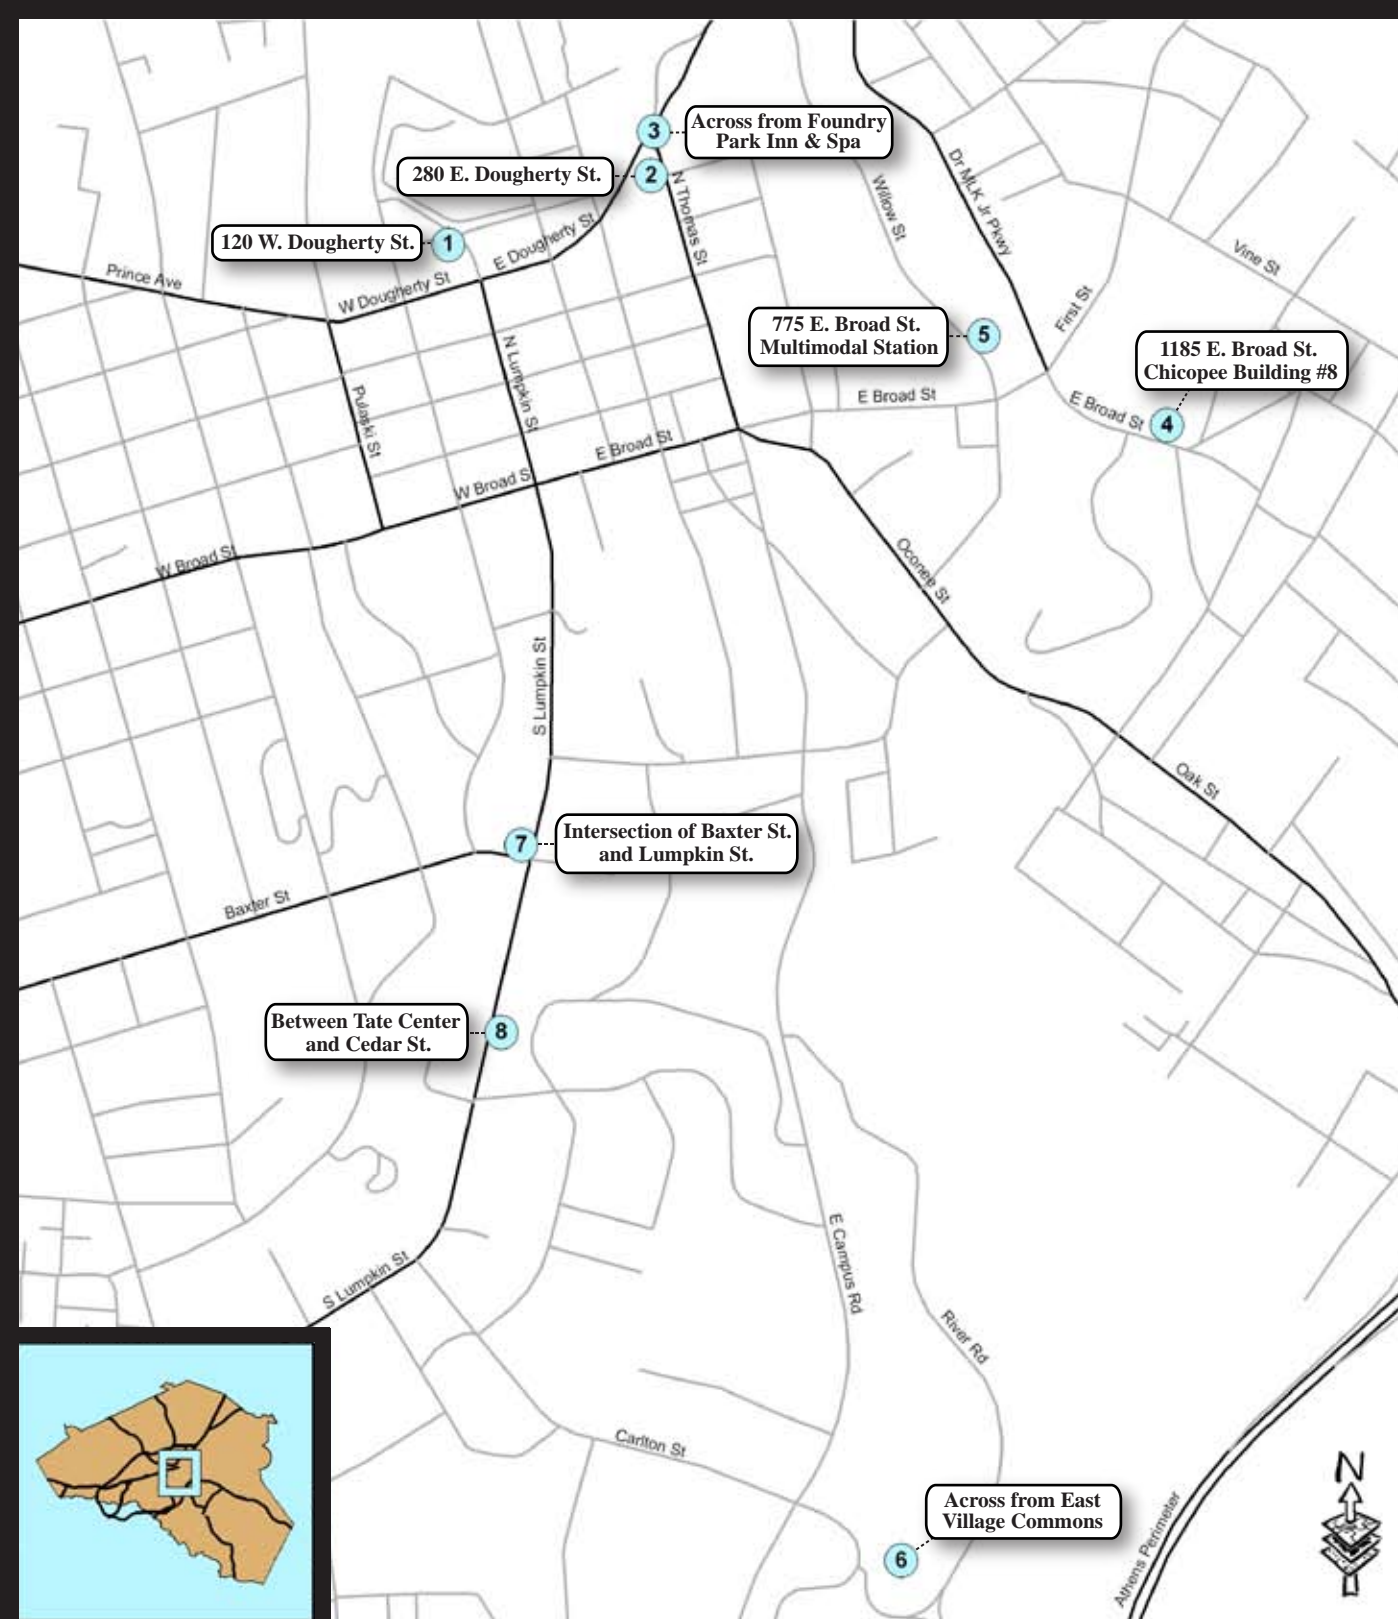 3
Across from Foundry
Park Inn & Spa
280 E. Dougherty St.
2
120 W. Dougherty St.
1
N Thomas St
Willow St
Dr MLK Jr Pkwy
E Dougherty St
Vine St
Prince Ave
W Dougherty St
First St
775 E. Broad St.
Multimodal Station
5
1185 E. Broad St.
Chicopee Building #8
N Lumpkin St
Pulaski St
E Broad St
E Broad St
4
E Broad St
W Broad S
W Broad St
Oconee St
S Lumpkin St
Oak St
7
Intersection of Baxter St.
and Lumpkin St.
Baxter St
Between Tate Center
and Cedar St.
8
E Campus Rd
S Lumpkin St
River Rd
Carlton St
N
Across from East
Village Commons
6
Athens Perimeter